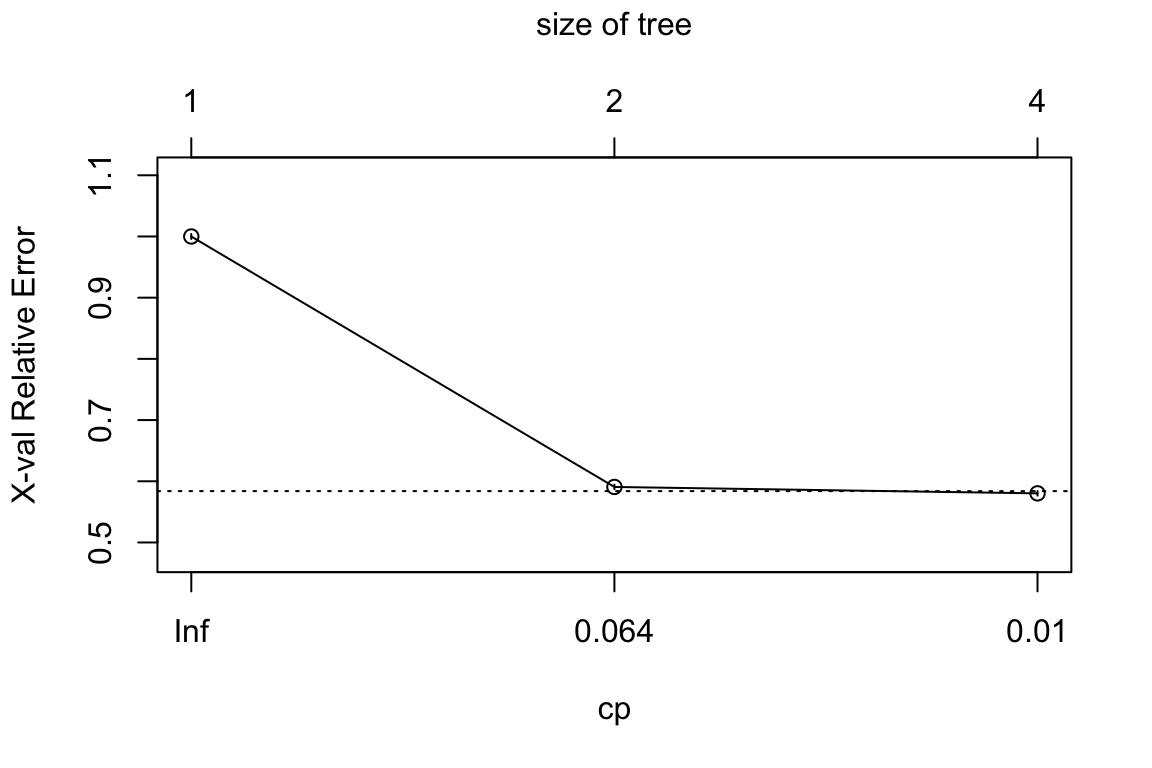 size of tree
1 2 4
X-val Relative Error
1.1
0.9
0.7
0.5
Inf 0.064 0.01
cp